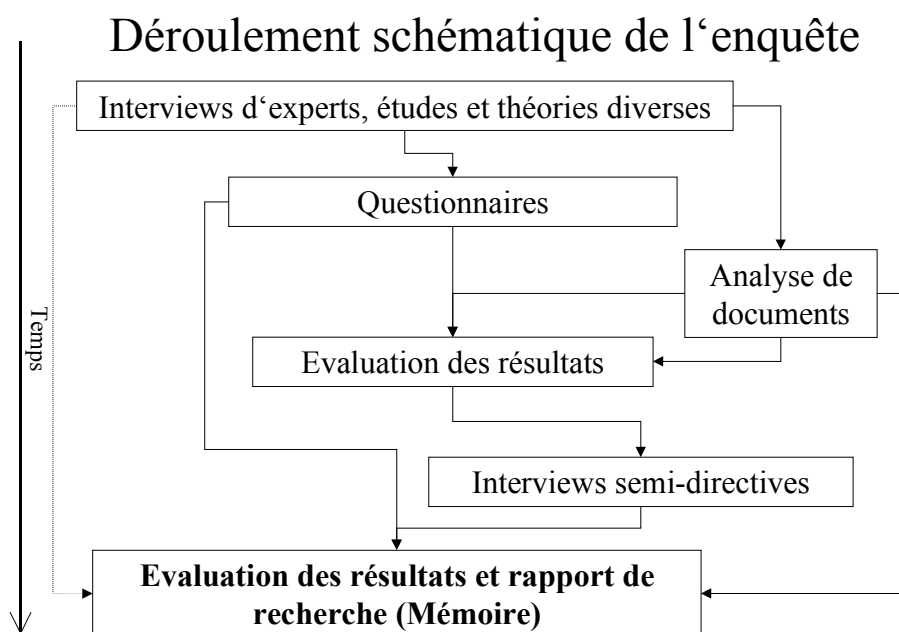 Déroulement schématique de l‘enquête
Interviews d‘experts, études et théories diverses
Questionnaires
Analyse de
documents
Temps
Evaluation des résultats
Interviews semi-directives
Evaluation des résultats et rapport de
recherche (Mémoire)